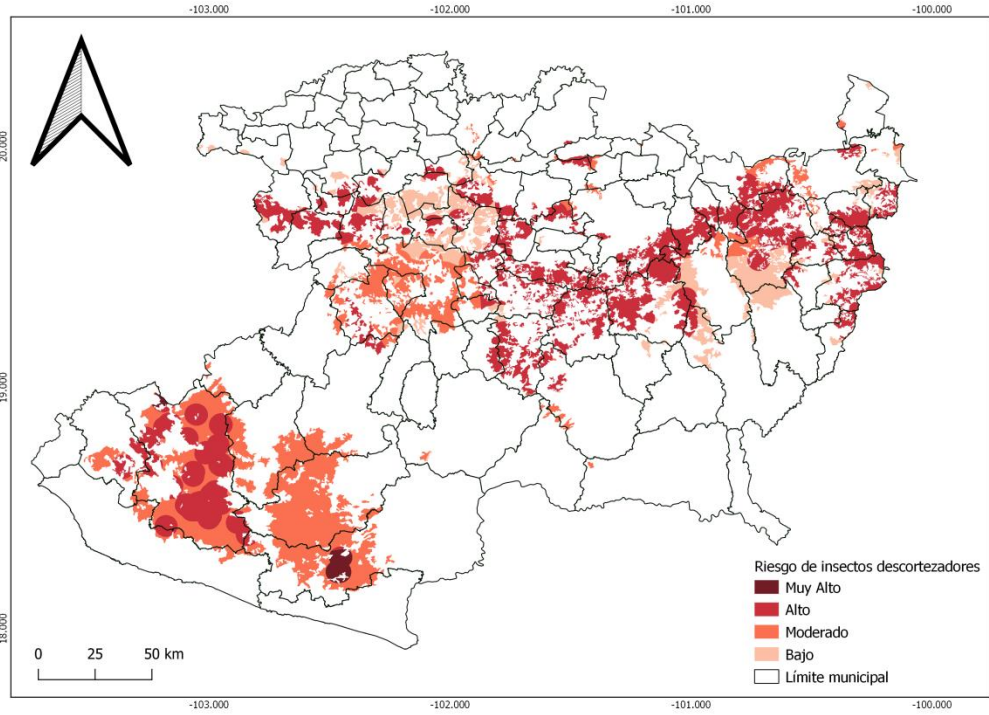 -103.000 -102.000 -101.000 -100.000
20.000
19.000
18.000
Riesgo de insectos descortezadores
Muy Alto
Alto
Moderado
Bajo
Límite municipal
0 25 50 km
-103.000 -102.000 -101.000 -100.000